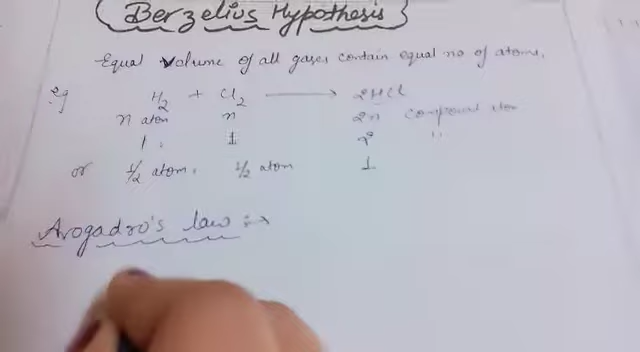 Berzelius Hypothesis
Equal Volume of all gases contain equal no of atoms.
eg H2 + Cl2 ⟶ 2HCl
n atom n 2n compound atom
1 1 2 "
or 1/2 atom. 1/2 atom 1
Avogadro's law :→